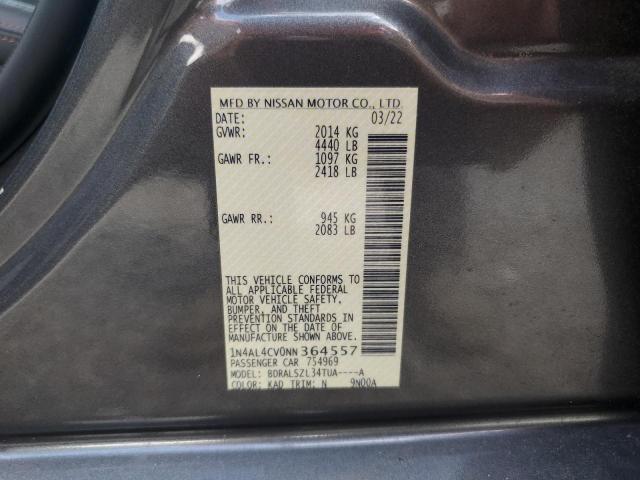 MFD BY NISSAN MOTOR CO., LTD
DATE: 03/22
GVWR: 2014 KG
4440 LB
GAWR FR.: 1097 KG
2418 LB
GAWR RR.: 945 KG
2083 LB
THIS VEHICLE CONFORMS TO
ALL APPLICABLE FEDERAL
MOTOR VEHICLE SAFETY,
BUMPER, AND THEFT
PREVENTION STANDARDS IN
EFFECT ON THE DATE OF
MANUFACTURE SHOWN ABOVE.
1N4AL4CV0NN364557
PASSENGER CAR 754969
MODEL: BDRALSZL34TUA----A
COLOR: KAD TRIM: N 9N00A